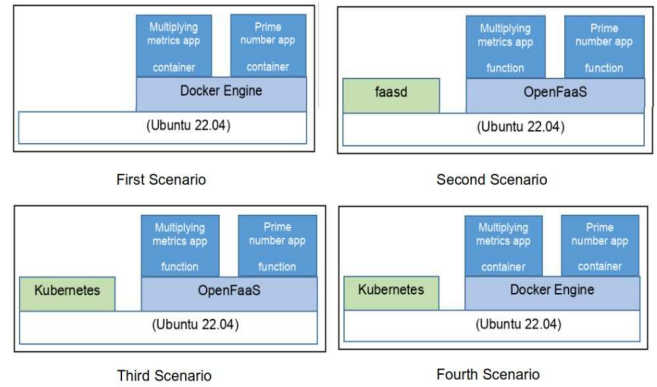 Multiplying
metrics app
container
Prime
number app
container
Docker Engine
(Ubuntu 22.04)
First Scenario
Multiplying
metrics app
function
Prime
number app
function
faasd
OpenFaaS
(Ubuntu 22.04)
Second Scenario
Multiplying
metrics app
function
Prime
number app
function
Kubernetes
OpenFaaS
(Ubuntu 22.04)
Third Scenario
Multiplying
metrics app
container
Prime
number app
container
Kubernetes
Docker Engine
(Ubuntu 22.04)
Fourth Scenario